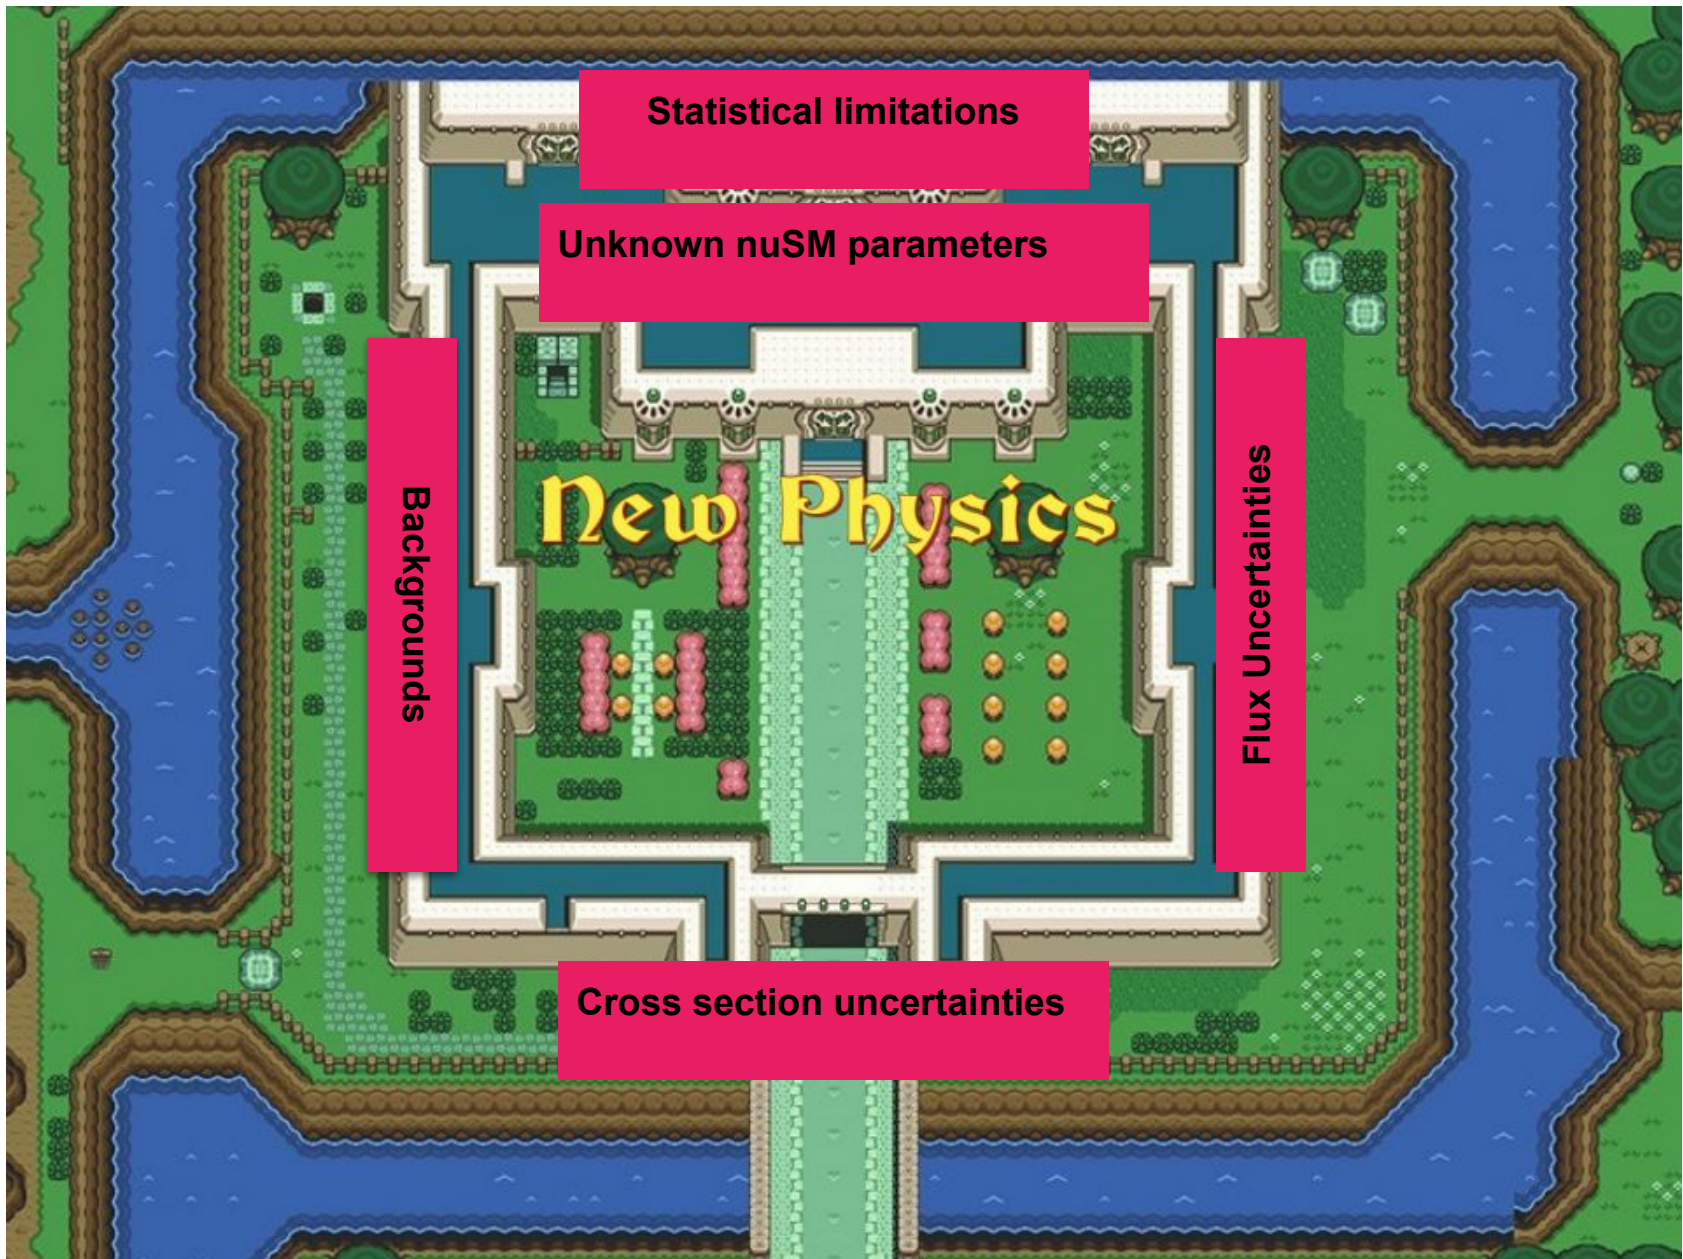 Statistical limitations
Unknown nuSM parameters
Backgrounds
New Physics
Flux Uncertainties
Cross section uncertainties